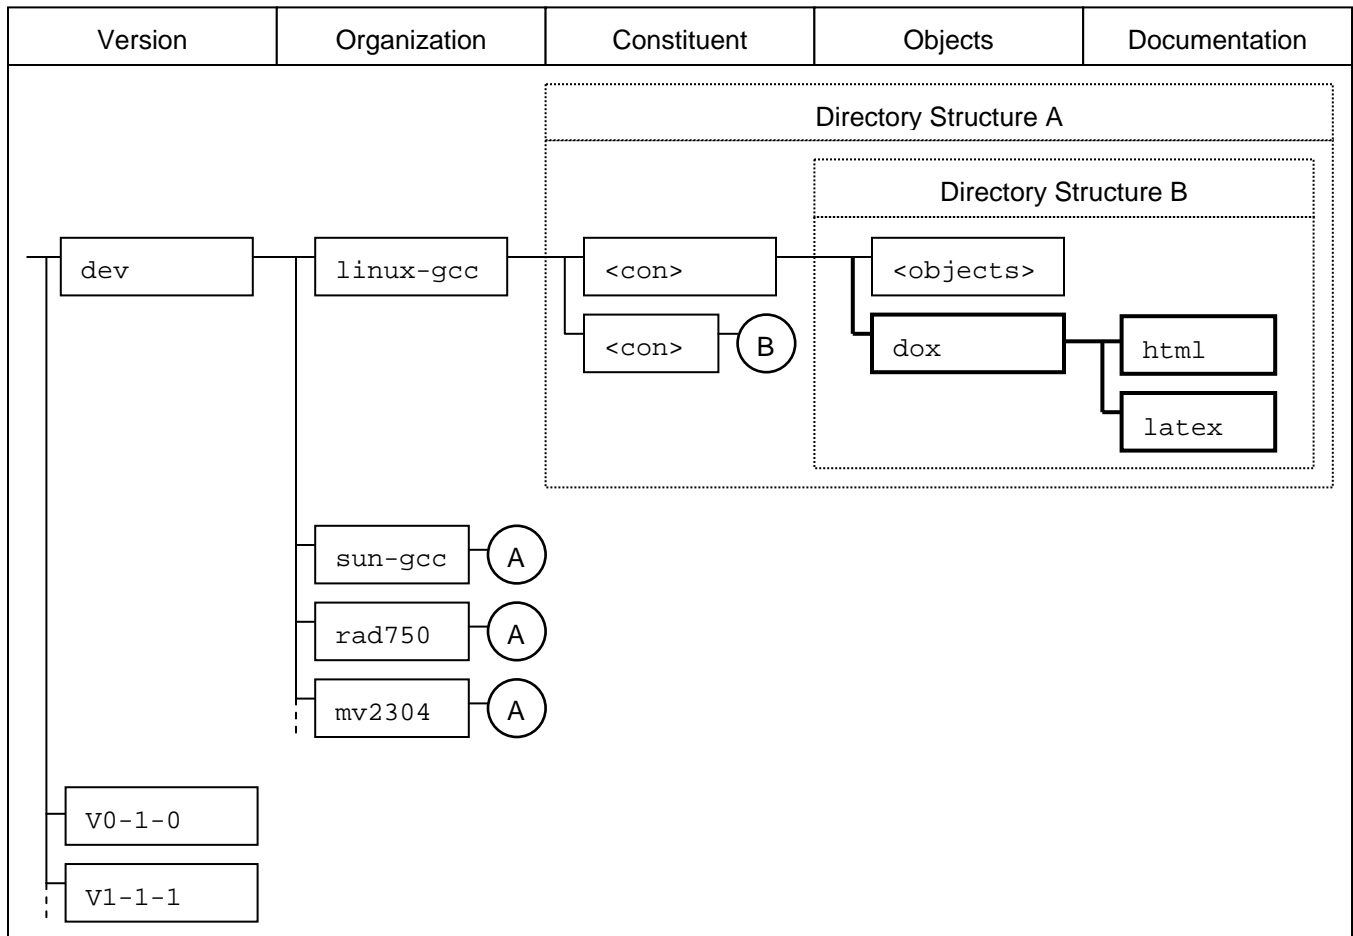 Version Organization Constituent Objects Documentation
Directory Structure A
Directory Structure B
dev linux-gcc <con> <objects>
<con> B dox html
latex
sun-gcc A
rad750 A
mv2304 A
V0-1-0
V1-1-1